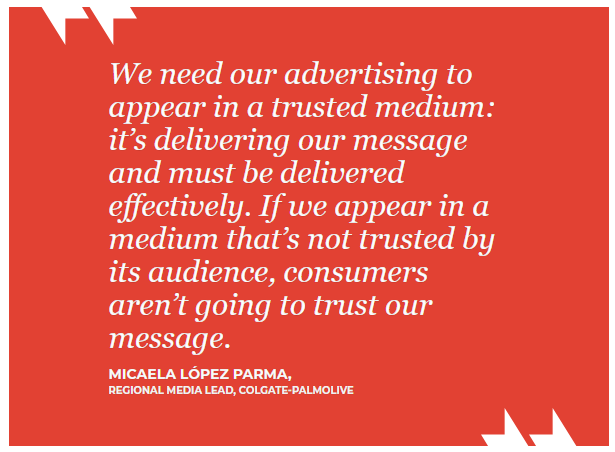 We need our advertising to
appear in a trusted medium:
it’s delivering our message
and must be delivered
effectively. If we appear in a
medium that’s not trusted by
its audience, consumers
aren’t going to trust our
message.
MICAELA LÓPEZ PARMA,
REGIONAL MEDIA LEAD, COLGATE-PALMOLIVE